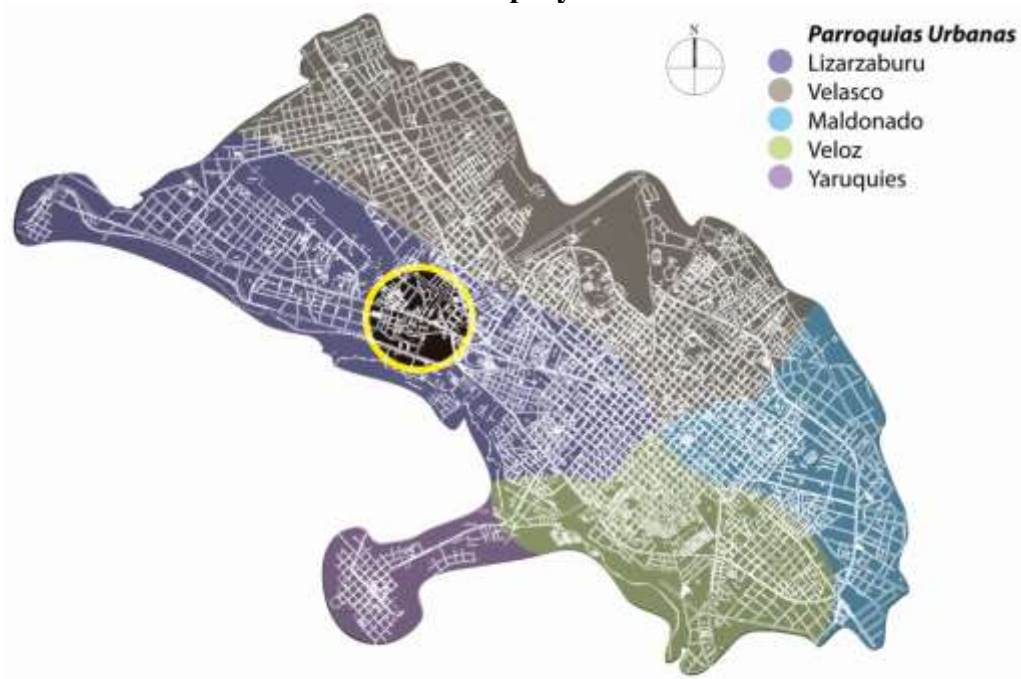 N
Parroquias Urbanas
Lizarzaburu
Velasco
Maldonado
Veloz
Yaruquies